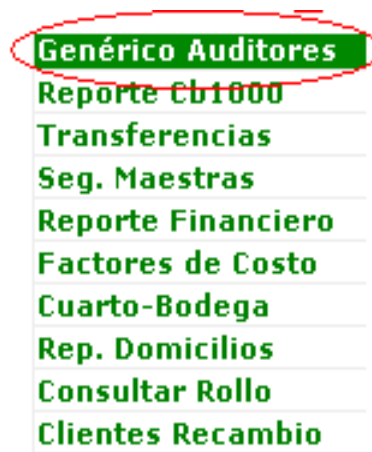 Genérico Auditores
Reporte Cb1000
Transferencias
Seg. Maestras
Reporte Financiero
Factores de Costo
Cuarto-Bodega
Rep. Domicilios
Consultar Rollo
Clientes Recambio